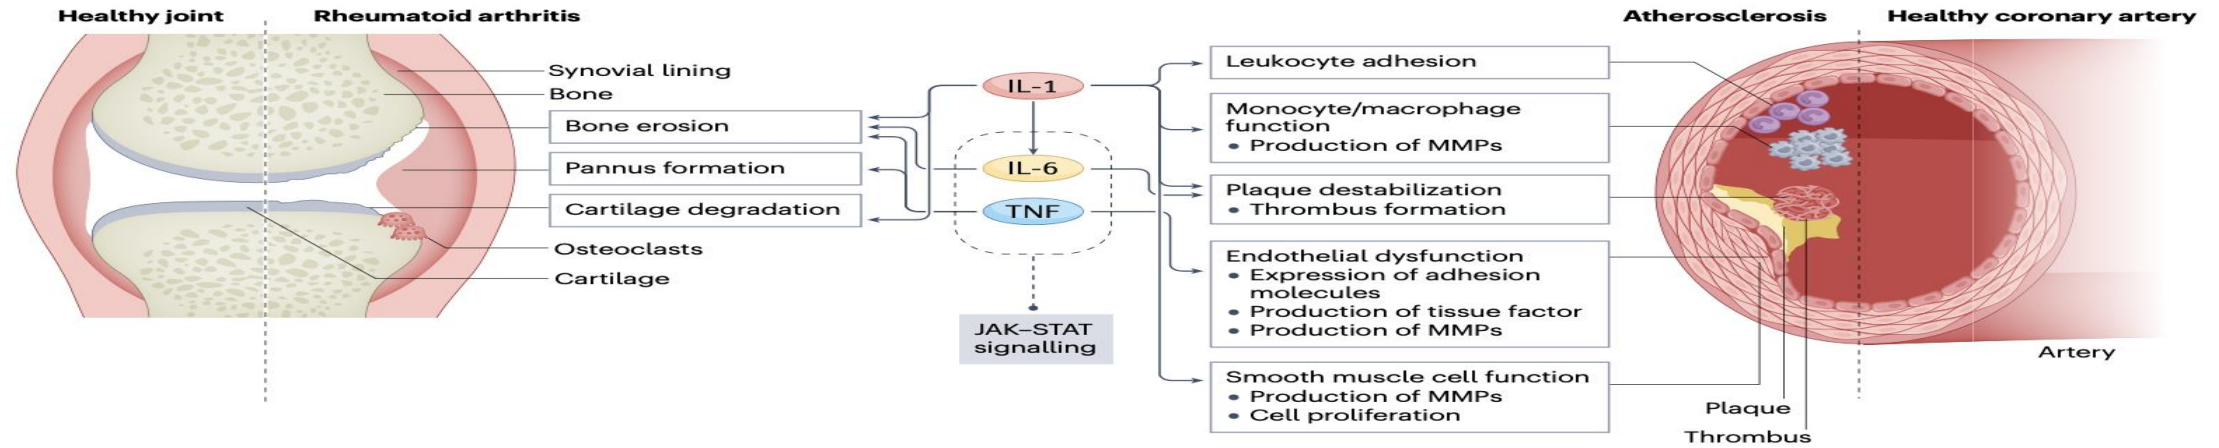 Healthy joint
Rheumatoid arthritis
Synovial lining
Bone
Bone erosion
Pannus formation
Cartilage degradation
Osteoclasts
Cartilage
IL-1
IL-6
TNF
JAK–STAT
signalling
Leukocyte adhesion
Monocyte/macrophage
function
• Production of MMPs
Plaque destabilization
• Thrombus formation
Endothelial dysfunction
• Expression of adhesion
molecules
• Production of tissue factor
• Production of MMPs
Smooth muscle cell function
• Production of MMPs
• Cell proliferation
Atherosclerosis
Healthy coronary artery
Artery
Plaque
Thrombus